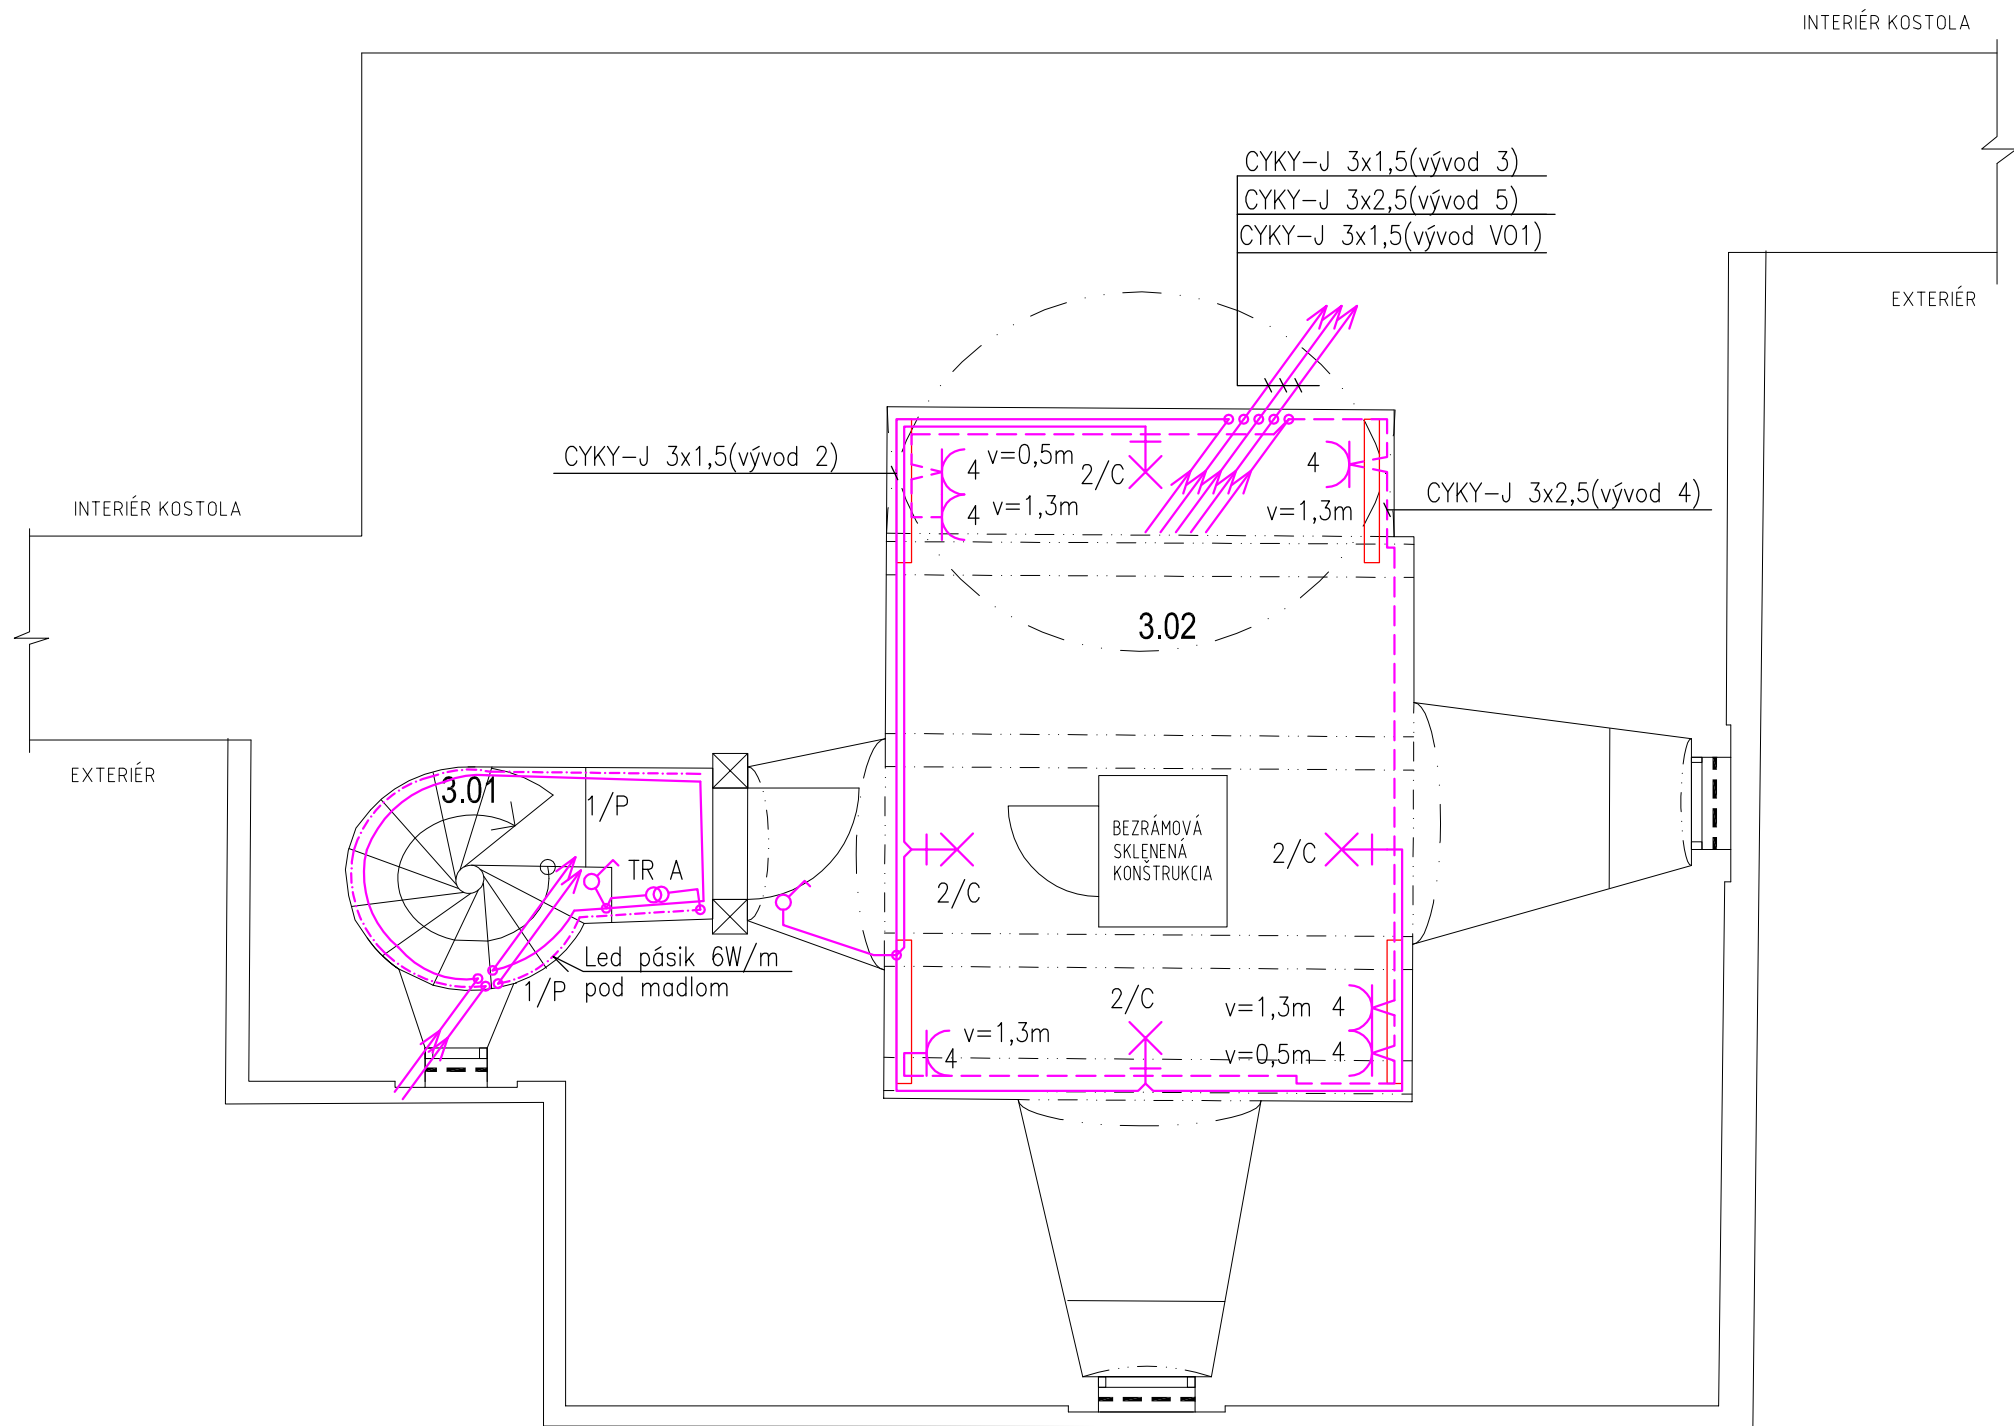 INTERIÉR KOSTOLA
CYKY-J 3x1,5(vývod 3)
CYKY-J 3x2,5(vývod 5)
CYKY-J 3x1,5(vývod VO1)
EXTERIÉR
CYKY-J 3x1,5(vývod 2)
4 v=0,5m
2/C
4
4 v=1,3m
v=1,3m
CYKY-J 3x2,5(vývod 4)
INTERIÉR KOSTOLA
3.02
EXTERIÉR
3.01
1/P
TR A
BEZRÁMOVÁ
SKLENENÁ
KONŠTRUKCIA
2/C
2/C
Led pásik 6W/m
pod madlom
1/P
2/C
v=1,3m 4
v=1,3m
4
v=0,5m 4